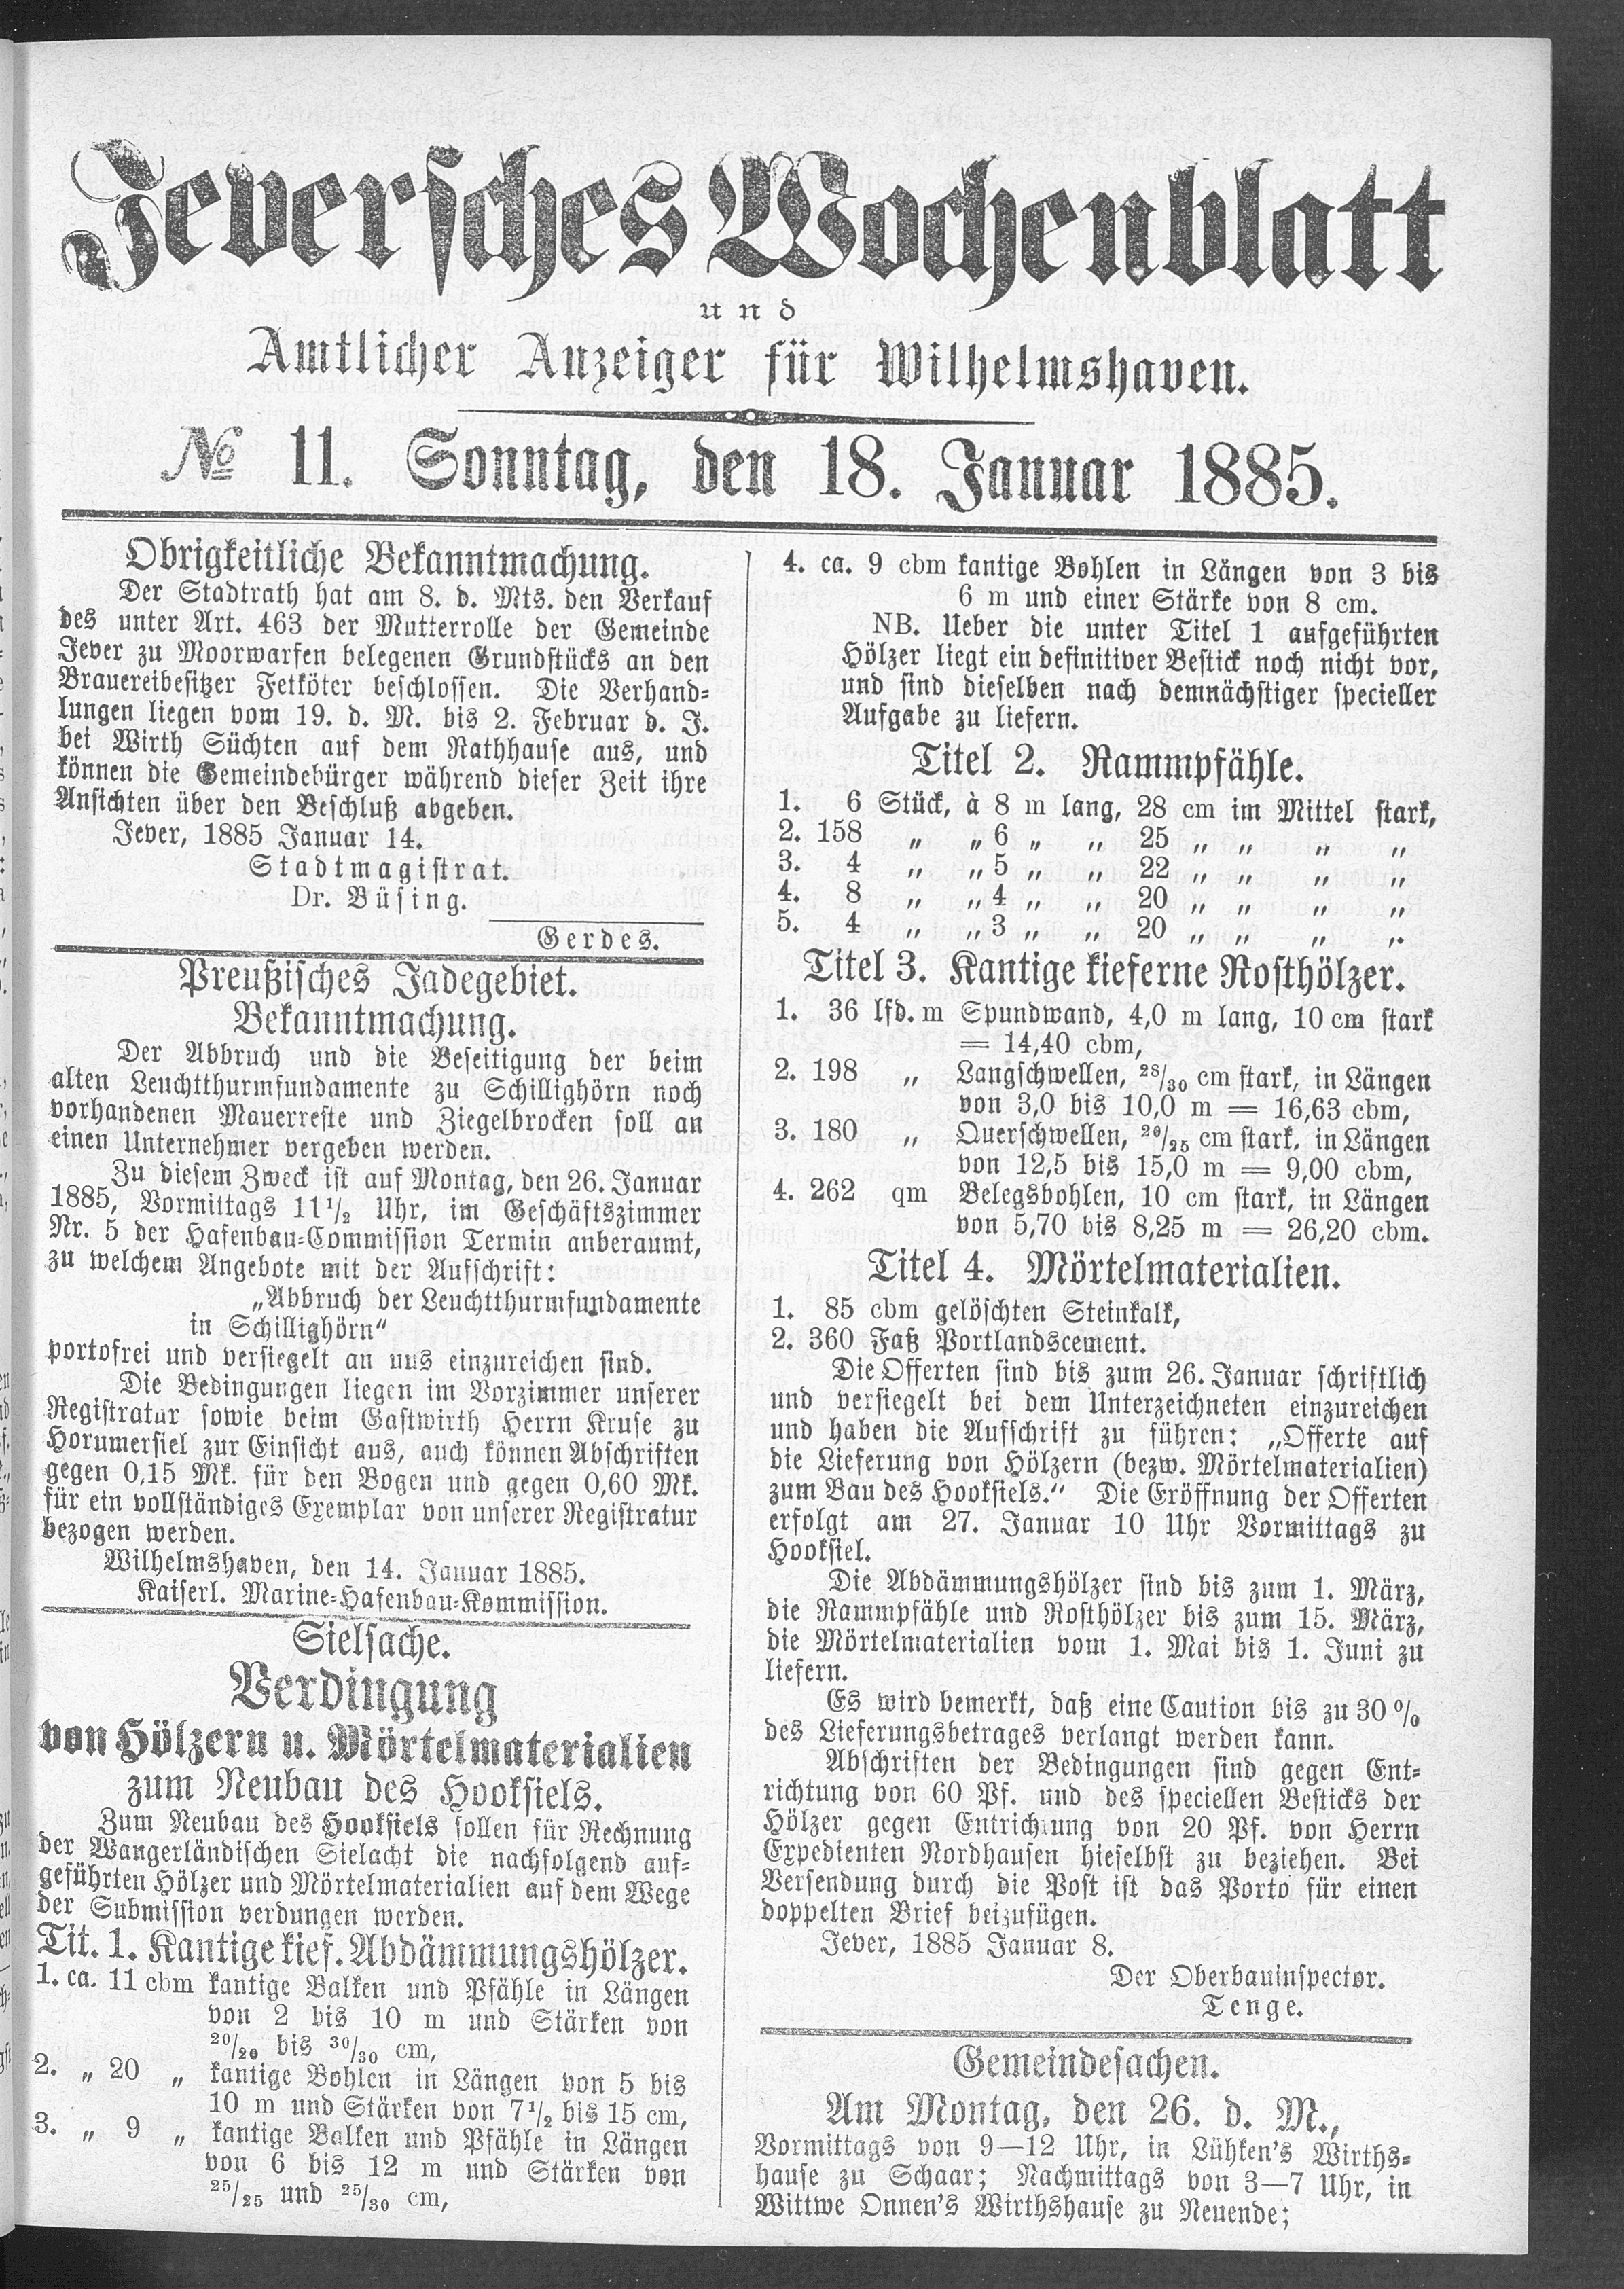 Jeversches Wochenblatt
und
Amtlicher Anzeiger für Wilhelmshaven.
№ 11. Sonntag, den 18. Januar 1885.
Obrigkeitliche Bekanntmachung.
Der Stadtrath hat am 8. d. Mts. den Verkauf
des unter Art. 463 der Mutterrolle der Gemeinde
Jever zu Moorwarfen belegenen Grundstücks an den
Brauereibesitzer Fetköter beschlossen. Die Verhand-
lungen liegen vom 19. d. M. bis 2. Februar d. J.
bei Wirth Süchten auf dem Rathhause aus, und
können die Gemeindebürger während dieser Zeit ihre
Ansichten über den Beschluß abgeben.
Jever, 1885 Januar 14.
Stadtmagistrat.
Dr. Büsing.
Gerdes.
Preußisches Jadegebiet.
Bekanntmachung.
Der Abbruch und die Beseitigung der beim
alten Leuchtthurmfundamente zu Schillighörn noch
vorhandenen Mauerreste und Ziegelbrocken soll an
einen Unternehmer vergeben werden.
Zu diesem Zweck ist auf Montag, den 26. Januar
1885, Vormittags 11 1/2 Uhr, im Geschäftszimmer
Nr. 5 der Hafenbau-Commission Termin anberaumt,
zu welchem Angebote mit der Aufschrift:
„Abbruch der Leuchtthurmfundamente
in Schillighörn“
portofrei und versiegelt an uns einzureichen sind.
Die Bedingungen liegen im Vorzimmer unserer
Registratur sowie beim Gastwirth Herrn Kruse zu
Horumersiel zur Einsicht aus, auch können Abschriften
gegen 0,15 Mk. für den Bogen und gegen 0,60 Mk.
für ein vollständiges Exemplar von unserer Registratur
bezogen werden.
Wilhelmshaven, den 14. Januar 1885.
Kaiserl. Marine-Hafenbau-Kommission.
Sielsache.
Verdingung
von Hölzern u. Mörtelmaterialien
zum Neubau des Hooksiels.
Zum Neubau des Hooksiels sollen für Rechnung
der Wangerländischen Sielacht die nachfolgend auf-
geführten Hölzer und Mörtelmaterialien auf dem Wege
der Submission verdungen werden.
Tit. 1. Kantige kief. Abdämmungshölzer.
1. ca. 11 cbm kantige Balken und Pfähle in Längen
von 2 bis 10 m und Stärken von
20/20 bis 30/30 cm,
2. „ 20 „ kantige Bohlen in Längen von 5 bis
10 m und Stärken von 7 1/2 bis 15 cm,
3. „ 9 „ kantige Balken und Pfähle in Längen
von 6 bis 12 m und Stärken von
25/25 und 25/30 cm,
4. ca. 9 cbm kantige Bohlen in Längen von 3 bis
6 m und einer Stärke von 8 cm.
NB. Ueber die unter Titel 1 aufgeführten
Hölzer liegt ein definitiver Bestick noch nicht vor,
und sind dieselben nach demnächstiger specieller
Aufgabe zu liefern.
Titel 2. Rammpfähle.
1. 6 Stück, à 8 m lang, 28 cm im Mittel stark,
2. 158 „ „ 6 „ „ 25 „ „ „ „
3. 4 „ „ 5 „ „ 22 „ „ „ „
4. 8 „ „ 4 „ „ 20 „ „ „ „
5. 4 „ „ 3 „ „ 20 „ „ „ „.
Titel 3. Kantige kieferne Rosthölzer.
1. 36 lfd. m Spundwand, 4,0 m lang, 10 cm stark
= 14,40 cbm,
2. 198 „ Langschwellen, 28/30 cm stark, in Längen
von 3,0 bis 10,0 m = 16,63 cbm,
3. 180 „ Querschwellen, 20/25 cm stark, in Längen
von 12,5 bis 15,0 m = 9,00 cbm,
4. 262 qm Belegsbohlen, 10 cm stark, in Längen
von 5,70 bis 8,25 m = 26,20 cbm.
Titel 4. Mörtelmaterialien.
1. 85 cbm gelöschten Steinkalk,
2. 360 Faß Portlandscement.
Die Offerten sind bis zum 26. Januar schriftlich
und versiegelt bei dem Unterzeichneten einzureichen
und haben die Aufschrift zu führen: „Offerte auf
die Lieferung von Hölzern (bezw. Mörtelmaterialien)
zum Bau des Hooksiels.“ Die Eröffnung der Offerten
erfolgt am 27. Januar 10 Uhr Vormittags zu
Hooksiel.
Die Abdämmungshölzer sind bis zum 1. März,
die Rammpfähle und Rosthölzer bis zum 15. März,
die Mörtelmaterialien vom 1. Mai bis 1. Juni zu
liefern.
Es wird bemerkt, daß eine Caution bis zu 30 %
des Lieferungsbetrages verlangt werden kann.
Abschriften der Bedingungen sind gegen Ent-
richtung von 60 Pf. und des speciellen Besticks der
Hölzer gegen Entrichtung von 20 Pf. von Herrn
Expedienten Nordhausen hieselbst zu beziehen. Bei
Versendung durch die Post ist das Porto für einen
doppelten Brief beizufügen.
Jever, 1885 Januar 8.
Der Oberbauinspector.
Tenge.
Gemeindesachen.
Am Montag, den 26. d. M.,
Vormittags von 9—12 Uhr, in Lühken's Wirths-
hause zu Schaar; Nachmittags von 3—7 Uhr, in
Wittwe Onnen's Wirthshause zu Neuende;